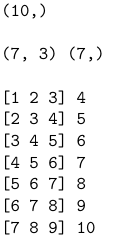 (10,)
(7, 3) (7,)
[1 2 3] 4
[2 3 4] 5
[3 4 5] 6
[4 5 6] 7
[5 6 7] 8
[6 7 8] 9
[7 8 9] 10